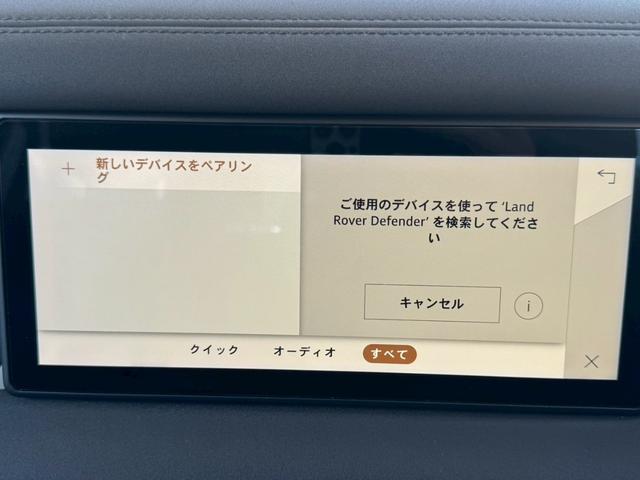 新しいデバイスをペアリン
グ
ご使用のデバイスを使って ‘Land
Rover Defender’ を検索してくださ
い
キャンセル
i
クイック
オーディオ
すべて